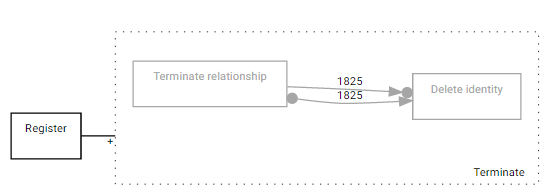 Terminate relationship
1825
1825
Delete identity
Register
+
Terminate